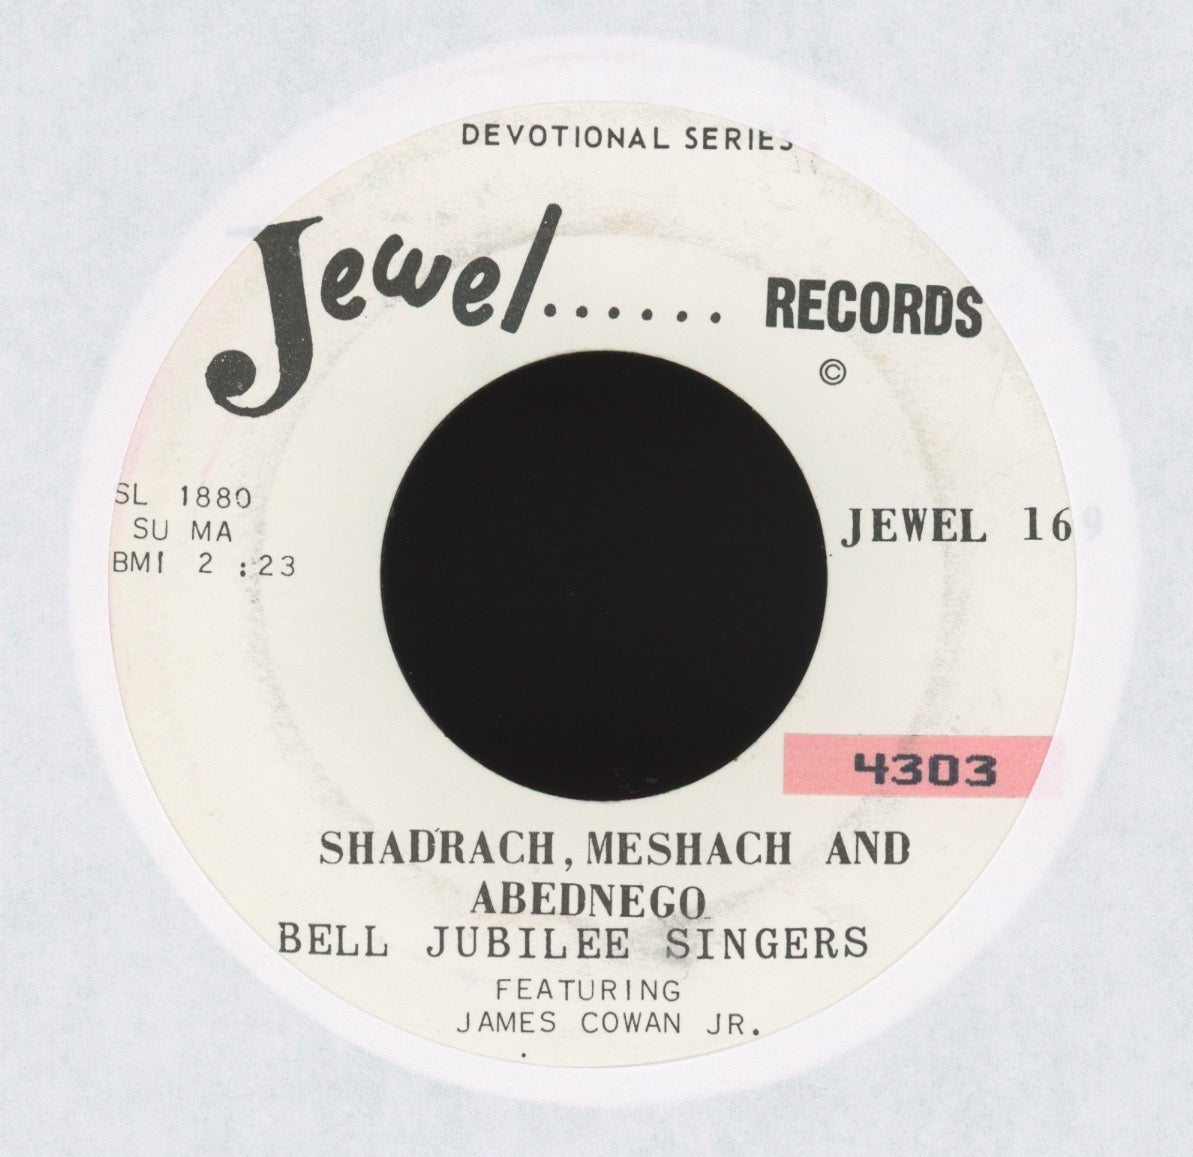 DEVOTIONAL SERIES
Jewel...... RECORDS
©
SL 1880
SU MA
BMI 2 :23
JEWEL 169
4303
SHADRACH, MESHACH AND
ABEDNEGO
BELL JUBILEE SINGERS
FEATURING
JAMES COWAN JR.